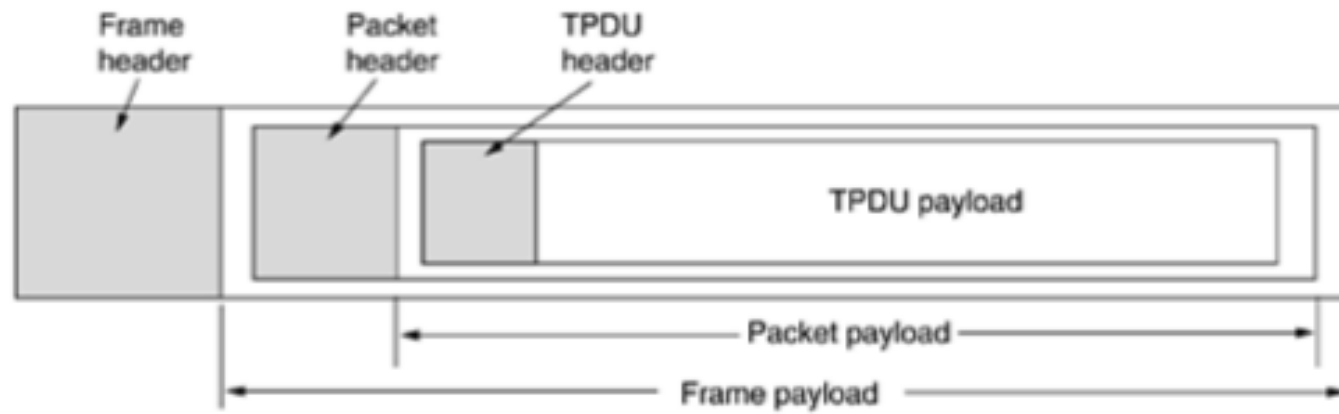 Frame
header
Packet
header
TPDU
header
TPDU payload
Packet payload
Frame payload